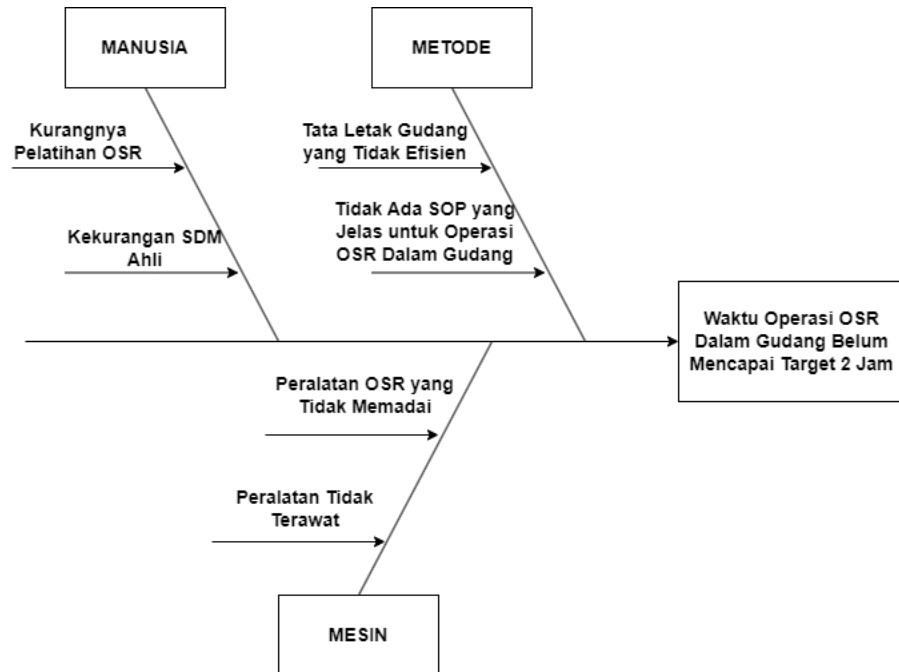 MANUSIA
METODE
Kurangnya
Pelatihan OSR
Tata Letak Gudang
yang Tidak Efisien
Kekurangan SDM
Ahli
Tidak Ada SOP yang
Jelas untuk Operasi
OSR Dalam Gudang
Waktu Operasi OSR
Dalam Gudang Belum
Mencapai Target 2 Jam
Peralatan OSR yang
Tidak Memadai
Peralatan Tidak
Terawat
MESIN